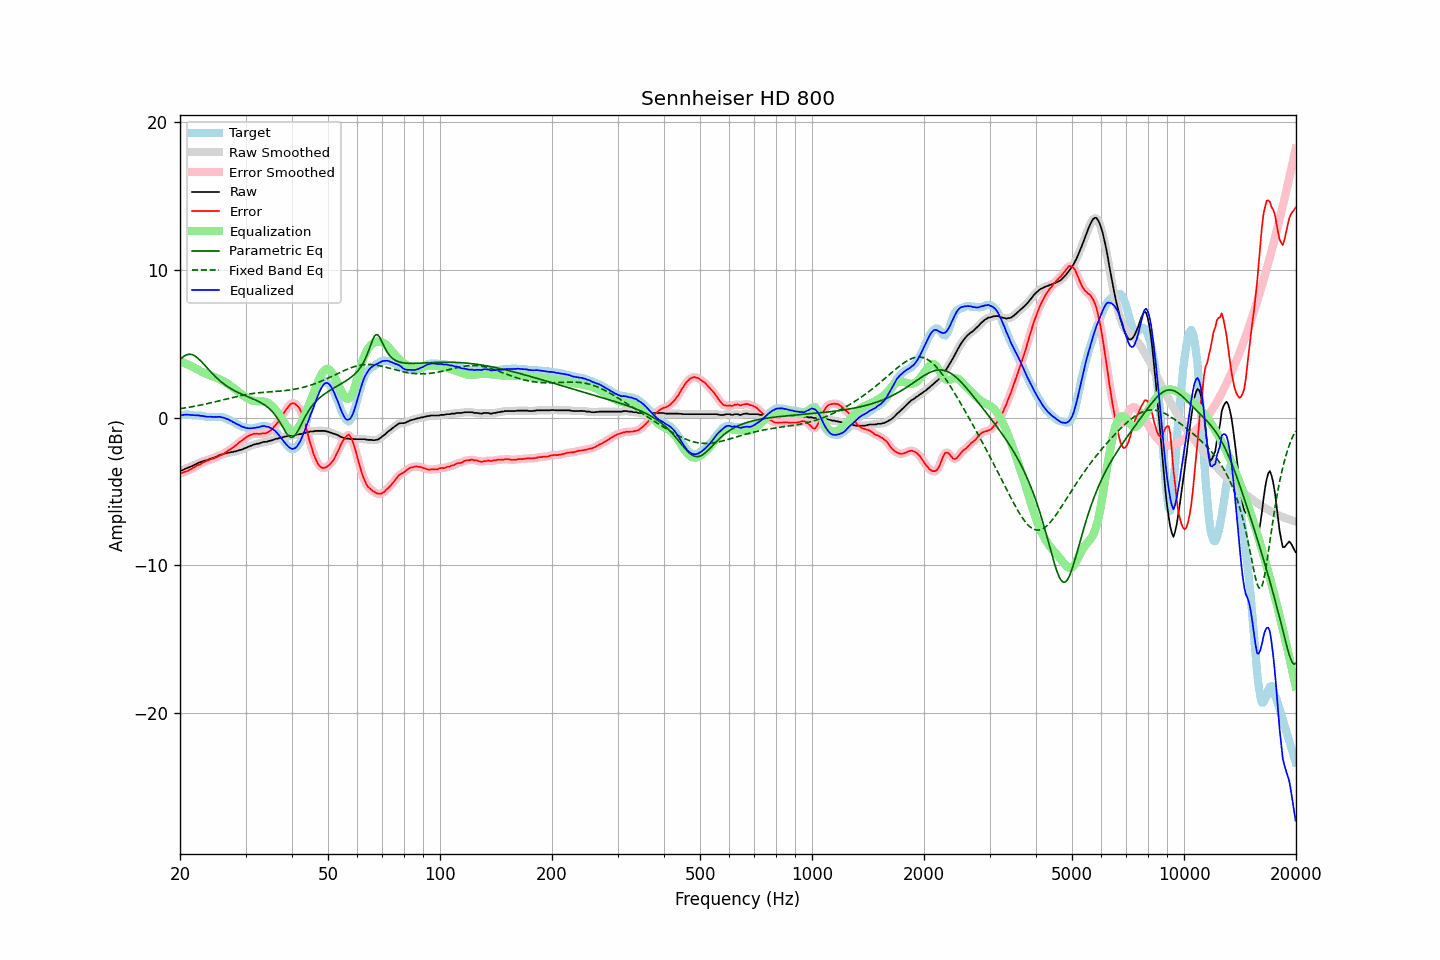 Sennheiser HD 800
Target
Raw Smoothed
Error Smoothed
Raw
Error
Equalization
Parametric Eq
Fixed Band Eq
Equalized
20
10
0
−10
−20
Amplitude (dBr)
20
50
100
200
500
1000
2000
5000
10000
20000
Frequency (Hz)